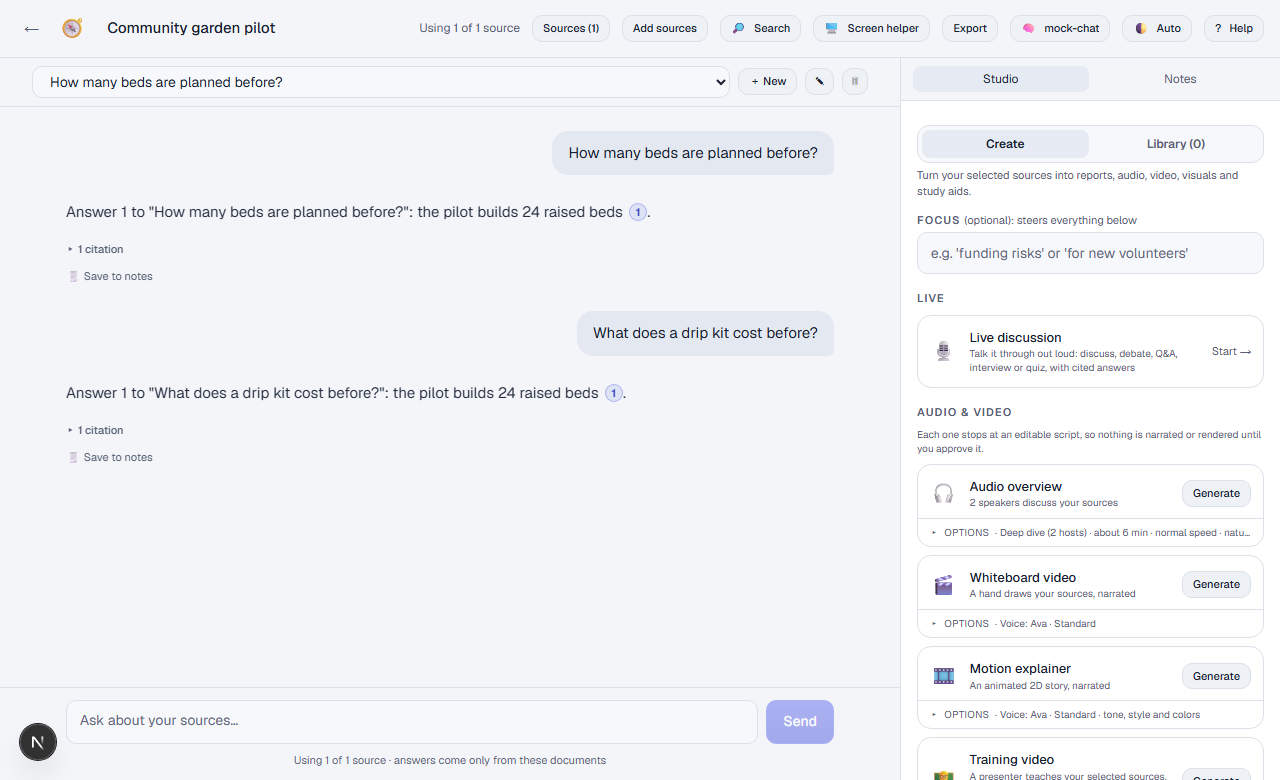 ← Community garden pilot Using 1 of 1 source Sources (1) Add sources Search Screen helper Export mock-chat Auto ? Help
How many beds are planned before? + New
Studio Notes
How many beds are planned before?
Answer 1 to "How many beds are planned before?": the pilot builds 24 raised beds 1.
1 citation
Save to notes
What does a drip kit cost before?
Answer 1 to "What does a drip kit cost before?": the pilot builds 24 raised beds 1.
1 citation
Save to notes
Ask about your sources...
Send
Using 1 of 1 source · answers come only from these documents
N
Create Library (0)
Turn your selected sources into reports, audio, video, visuals and
study aids.
FOCUS (optional): steers everything below
e.g. 'funding risks' or 'for new volunteers'
LIVE
Live discussion
Talk it through out loud: discuss, debate, Q&A,
interview or quiz, with cited answers
Start →
AUDIO & VIDEO
Each one stops at an editable script, so nothing is narrated or rendered until
you approve it.
Audio overview
2 speakers discuss your sources
Generate
OPTIONS · Deep dive (2 hosts) · about 6 min · normal speed · natu...
Whiteboard video
A hand draws your sources, narrated
Generate
OPTIONS · Voice: Ava · Standard
Motion explainer
An animated 2D story, narrated
Generate
OPTIONS · Voice: Ava · Standard · tone, style and colors
Training video
A presenter teaches your selected sources,
Generate